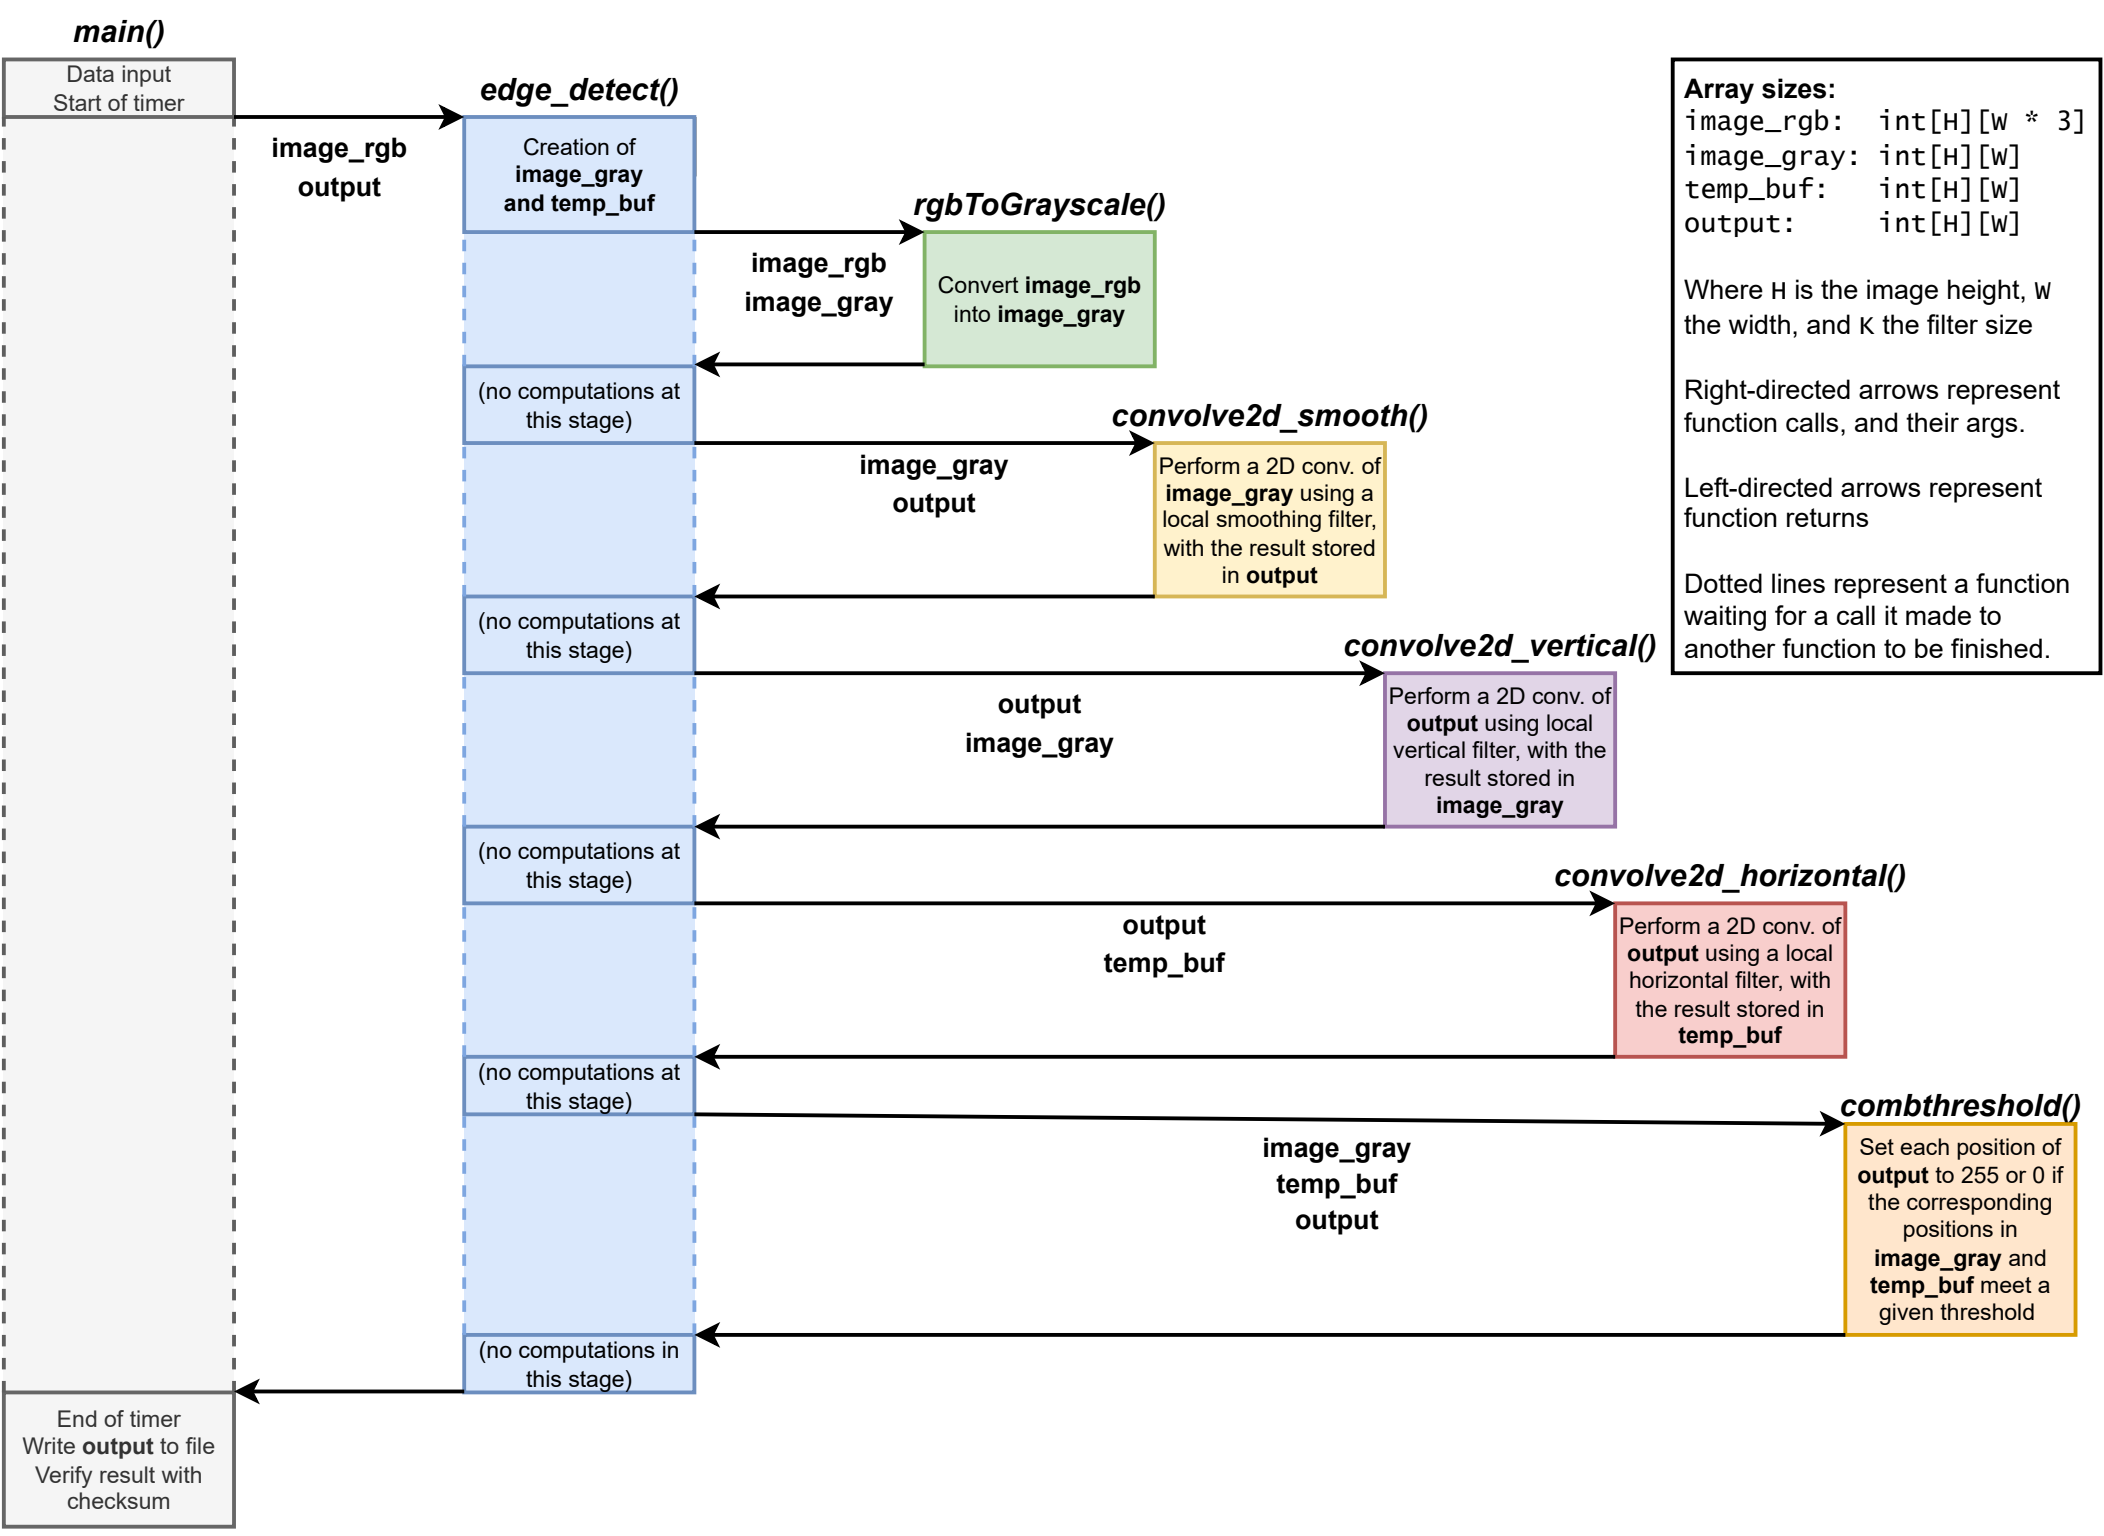 main()
Data input
Start of timer
image_rgb
output
edge_detect()
Creation of
image_gray
and temp_buf
image_rgb
image_gray
rgbToGrayscale()
Convert image_rgb
into image_gray
(no computations at
this stage)
image_gray
output
convolve2d_smooth()
Perform a 2D conv. of
image_gray using a
local smoothing filter,
with the result stored
in output
(no computations at
this stage)
output
image_gray
convolve2d_vertical()
Perform a 2D conv. of
output using local
vertical filter, with the
result stored in
image_gray
(no computations at
this stage)
output
temp_buf
convolve2d_horizontal()
Perform a 2D conv. of
output using a local
horizontal filter, with
the result stored in
temp_buf
(no computations at
this stage)
image_gray
temp_buf
output
combthreshold()
Set each position of
output to 255 or 0 if
the corresponding
positions in
image_gray and
temp_buf meet a
given threshold
(no computations in
this stage)
End of timer
Write output to file
Verify result with
checksum
Array sizes:
image_rgb: int[H][W * 3]
image_gray: int[H][W]
temp_buf: int[H][W]
output: int[H][W]
Where H is the image height, W
the width, and K the filter size
Right-directed arrows represent
function calls, and their args.
Left-directed arrows represent
function returns
Dotted lines represent a function
waiting for a call it made to
another function to be finished.